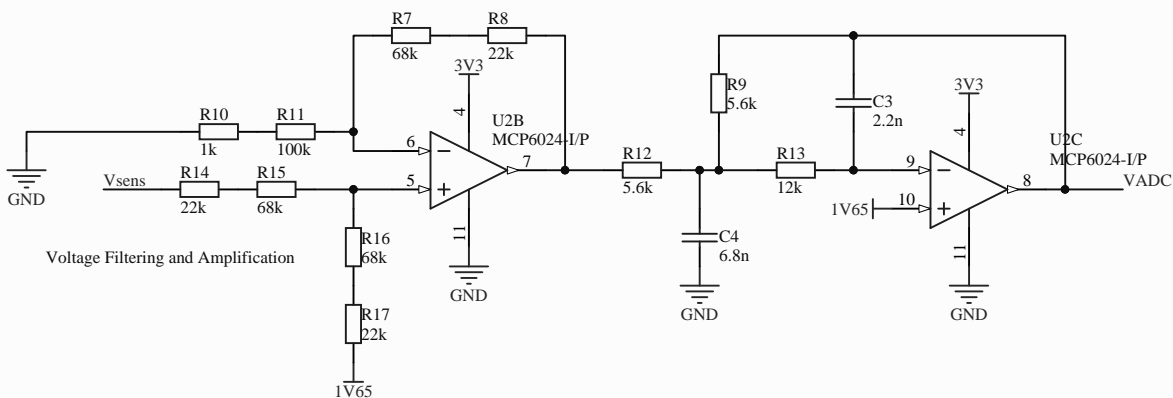 R7
68k
R8
22k
3V3
4
U2B
MCP6024-I/P
R10
1k
R11
100k
6
7
GND
Vsens
R14
22k
R15
68k
5
11
GND
Voltage Filtering and Amplification
R16
68k
R17
22k
1V65
R9
5.6k
C3
2.2n
3V3
4
U2C
MCP6024-I/P
R12
5.6k
R13
12k
9
8
VADC
1V65
10
11
C4
6.8n
GND
GND